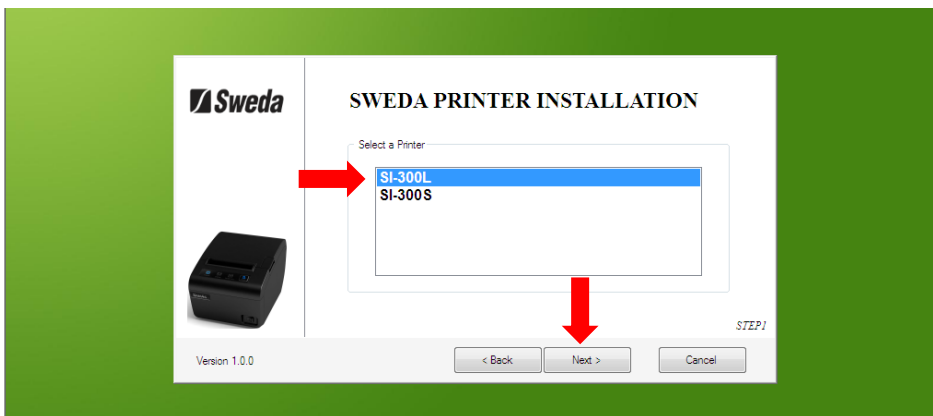 Sweda
SWEDA PRINTER INSTALLATION
Select a Printer
SI-300L
SI-300S
STEP1
Version 1.0.0
< Back
Next >
Cancel